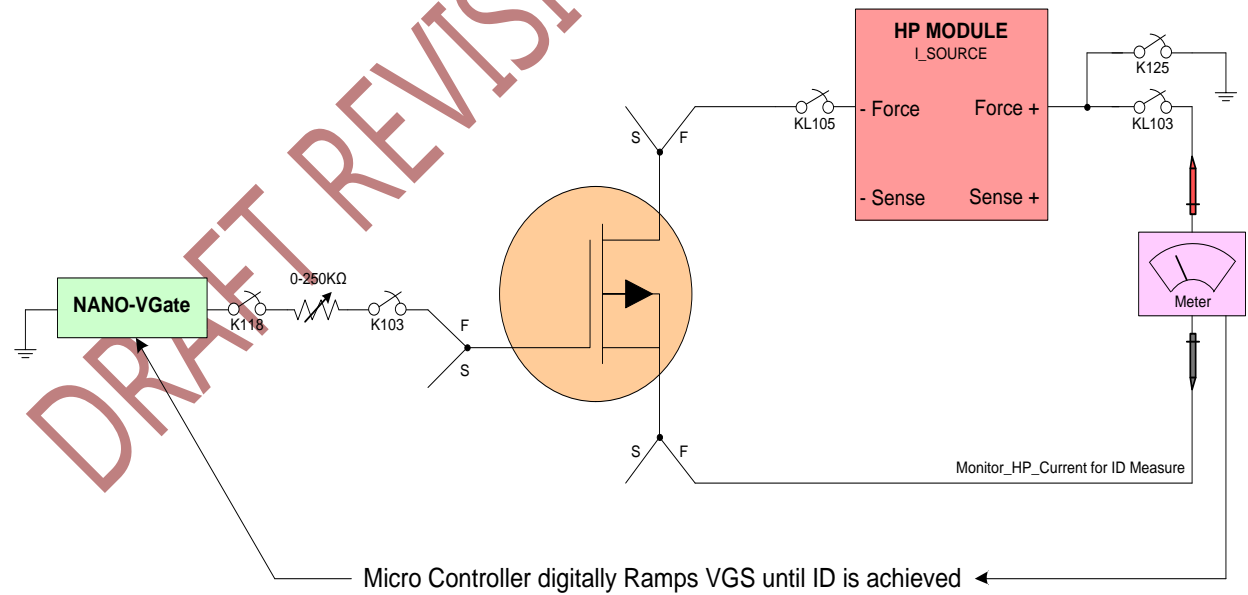 HP MODULE
I_SOURCE
- Force
Force +
- Sense
Sense +
K125
KL105
KL103
S
F
NANO-VGate
0-250KΩ
K118
K103
F
S
Meter
S
F
Monitor_HP_Current for ID Measure
Micro Controller digitally Ramps VGS until ID is achieved
DRAFT REVIS